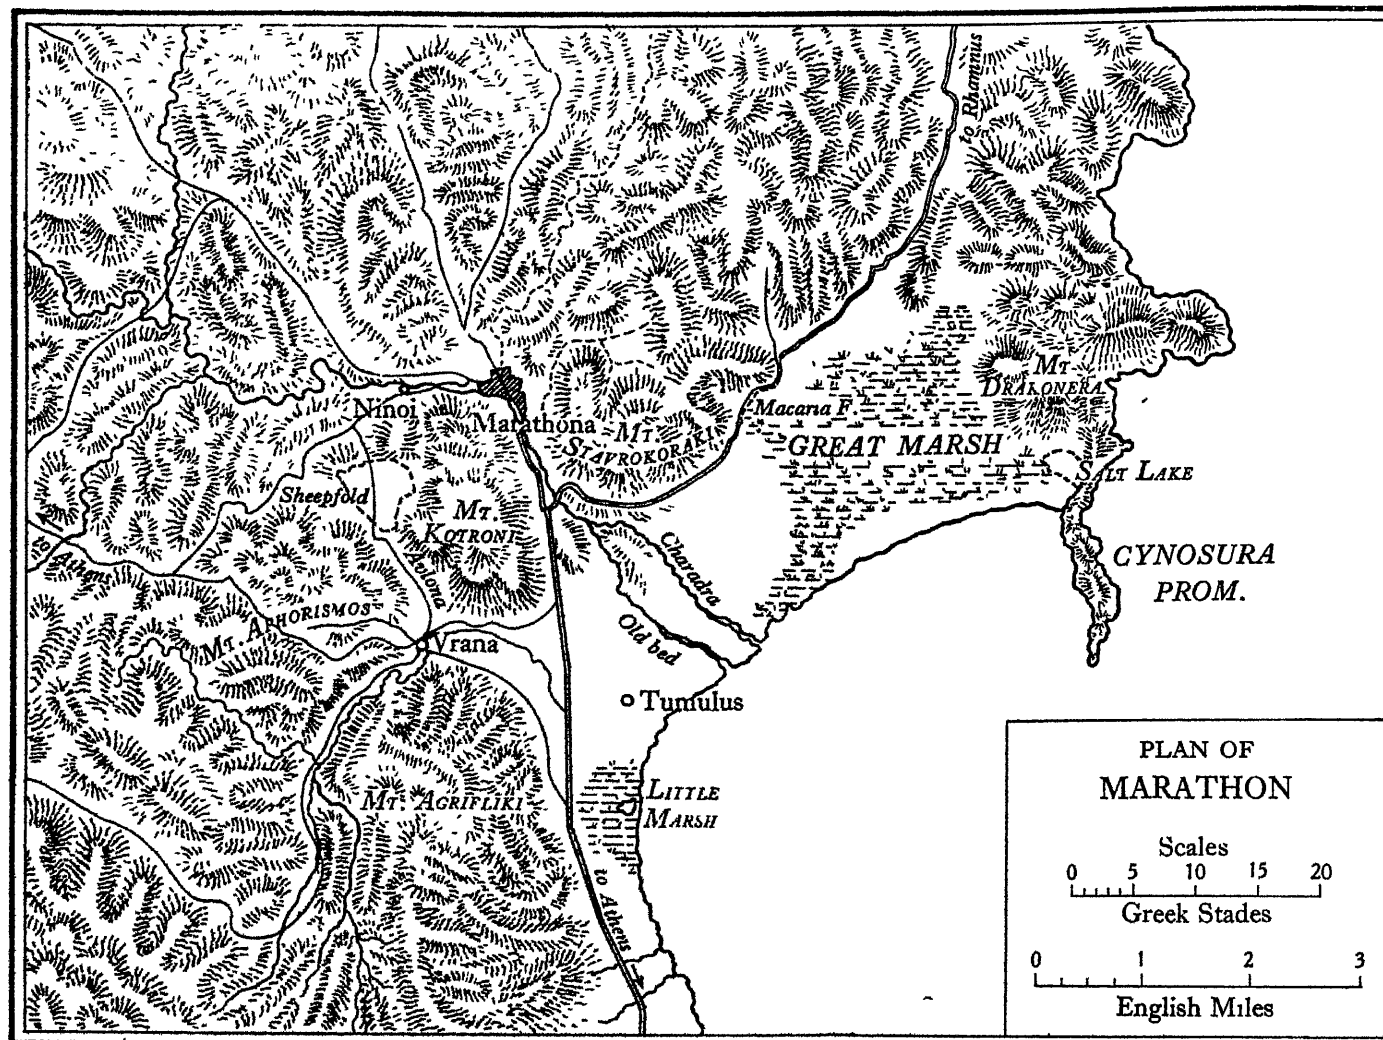 to Rhamnus
Mt
Drakonera
Ninoi
Marathona
Macaria F.
Mt.
Stavrokoraki
GREAT MARSH
Salt Lake
Sheepfold
Mt.
Kotroni
to Athens
Avlona
Charadra
CYNOSURA
PROM.
Mt. Aphorismos
Vrana
Old bed
Tumulus
Mt. Agrifliki
Little
Marsh
to Athens
PLAN OF
MARATHON
Scales
0 5 10 15 20
Greek Stades
0 1 2 3
English Miles